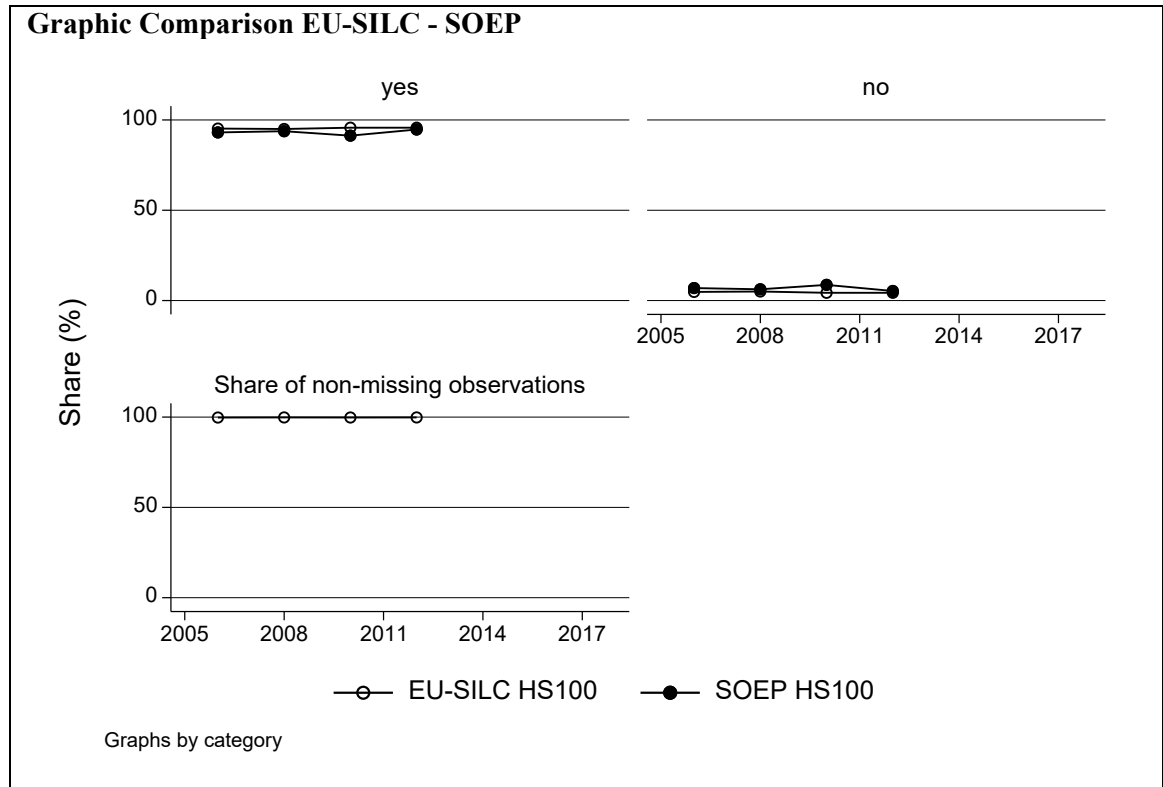 Graphic Comparison EU-SILC - SOEP
yes
no
100
50
0
2005 2008 2011 2014 2017
Share (%)
Share of non-missing observations
100
50
0
2005 2008 2011 2014 2017
EU-SILC HS100 SOEP HS100
Graphs by category